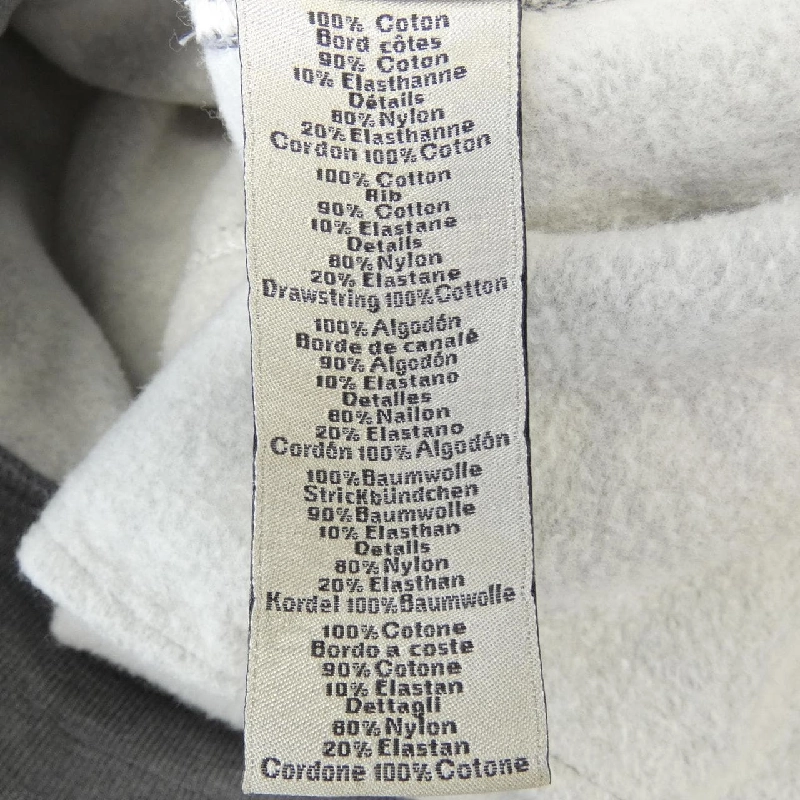 100% Coton
Bord côtes
90% Coton
10% Elasthanne
Détails
80% Nylon
20% Elasthanne
Cordon 100% Coton
100% Cotton
Rib
90% Cotton
10% Elastane
Details
80% Nylon
20% Elastane
Drawstring 100% Cotton
100% Algodón
Borde de canalé
90% Algodón
10% Elastano
Detalles
80% Nailon
20% Elastano
Cordón 100% Algodón
100% Baumwolle
Strickbündchen
90% Baumwolle
10% Elasthan
Details
80% Nylon
20% Elasthan
Kordel 100% Baumwolle
100% Cotone
Bordo a coste
90% Cotone
10% Elastan
Dettagli
80% Nylon
20% Elastan
Cordone 100% Cotone